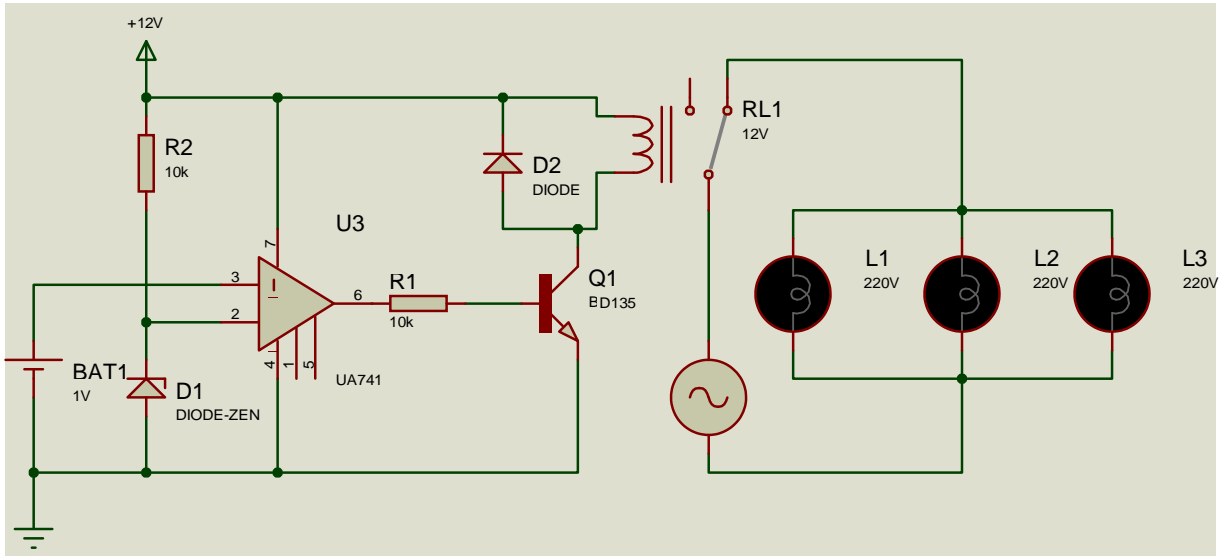 +12V
R2
10k
D2
DIODE
RL1
12V
U3
7
3
2
6
4
1
5
UA741
R1
10k
Q1
BD135
L1
220V
L2
220V
L3
220V
BAT1
1V
D1
DIODE-ZEN